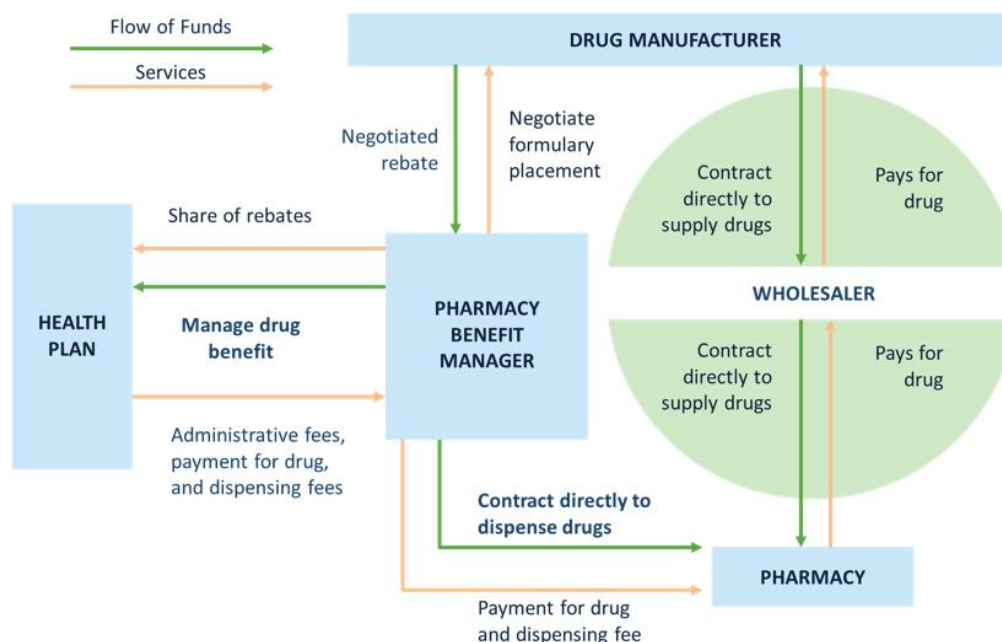 Flow of Funds
Services
DRUG MANUFACTURER
Negotiated
rebate
Negotiate
formulary
placement
Contract
directly to
supply drugs
Pays for
drug
Share of rebates
HEALTH
PLAN
Manage drug
benefit
PHARMACY
BENEFIT
MANAGER
WHOLESALER
Contract
directly to
supply drugs
Pays for
drug
Administrative fees,
payment for drug,
and dispensing fees
Contract directly to
dispense drugs
PHARMACY
Payment for drug
and dispensing fee